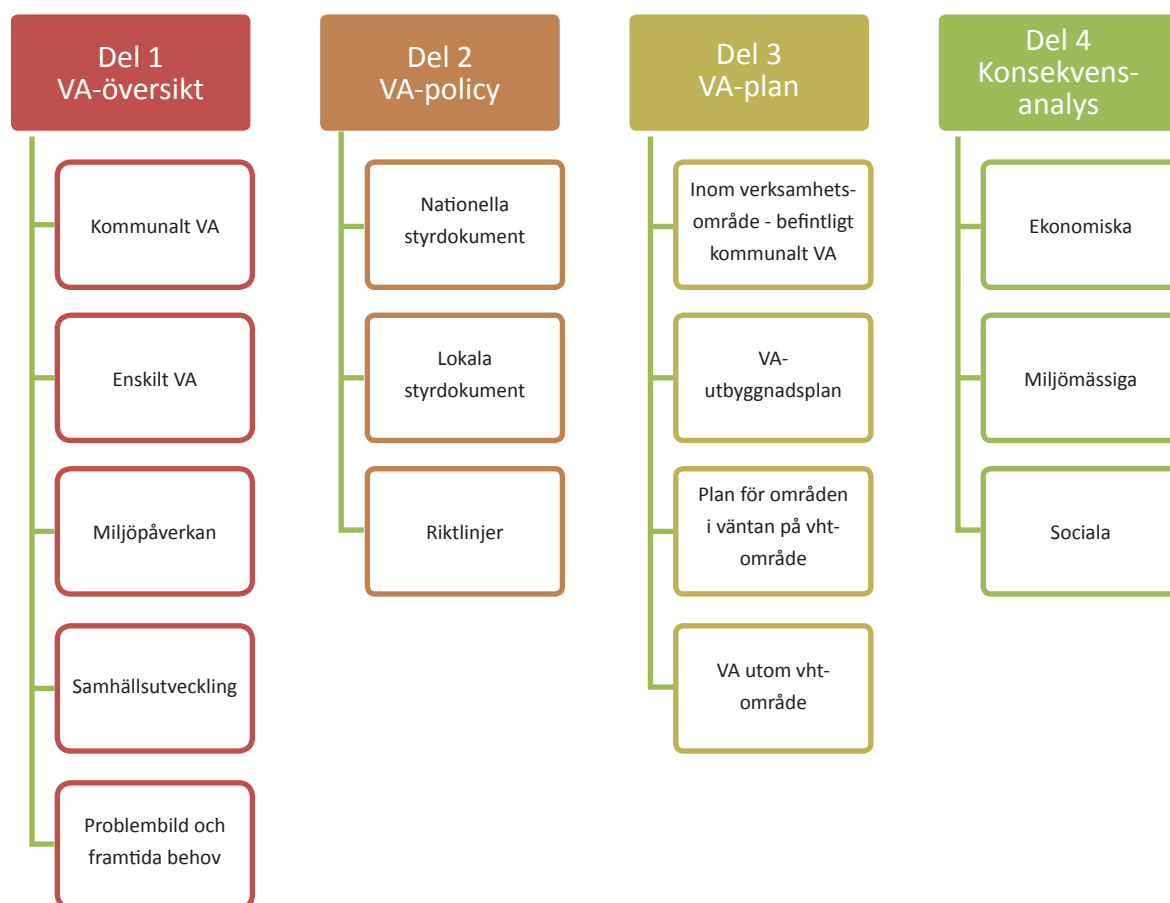 Del 1
VA-översikt
Kommunalt VA
Enskilt VA
Miljöpåverkan
Samhällsutveckling
Problembild och
framtida behov
Del 2
VA-policy
Nationella
styrdokument
Lokala
styrdokument
Riktlinjer
Del 3
VA-plan
Inom verksamhets-
område - befintligt
kommunalt VA
VA-
utbyggnadsplan
Plan för områden
i väntan på vht-
område
VA utom vht-
område
Del 4
Konsekvens-
analys
Ekonomiska
Miljömässiga
Sociala